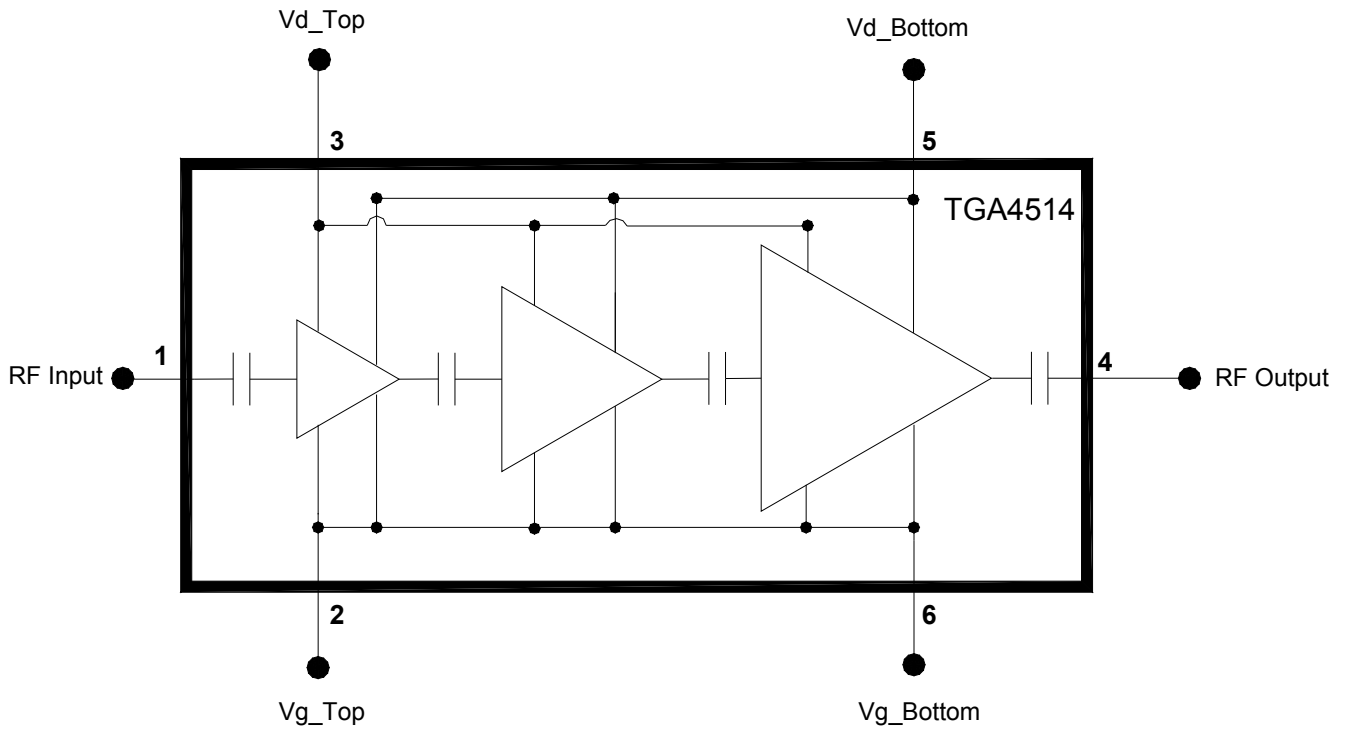 Vd_Top
Vd_Bottom
3
5
TGA4514
1
RF Input
4
RF Output
2
6
Vg_Top
Vg_Bottom